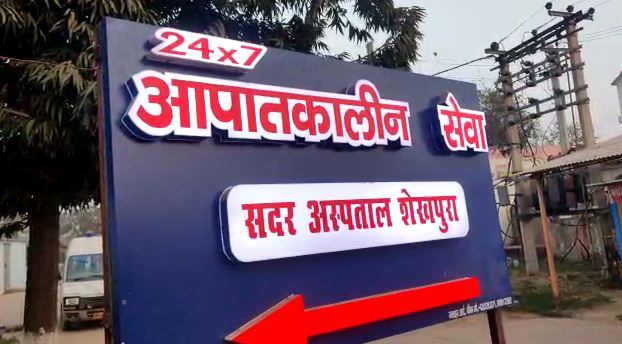 24x7
आपातकालीन सेवा
सदर अस्पताल शेखपुरा